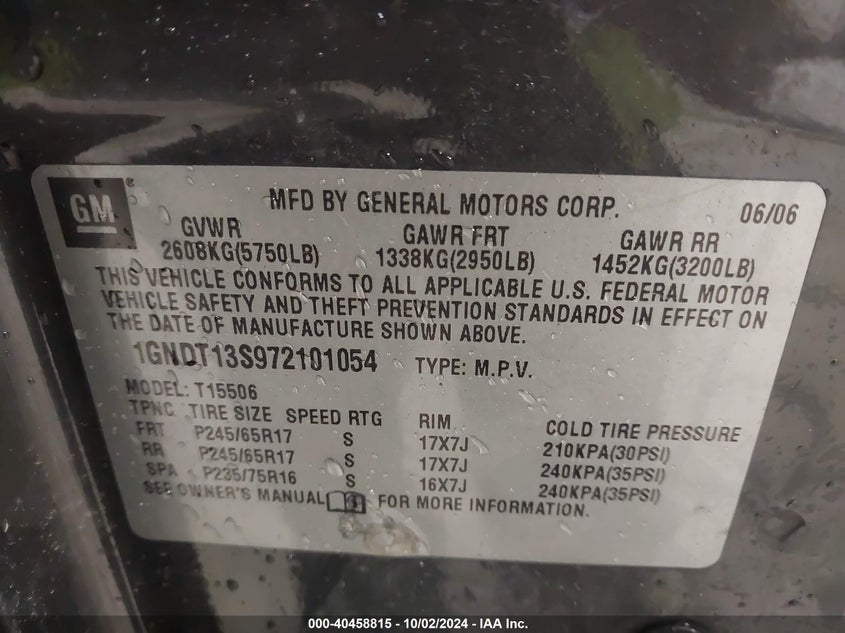 GM
MFD BY GENERAL MOTORS CORP. 06/06
GVWR GAWR FRT GAWR RR
2608KG(5750LB) 1338KG(2950LB) 1452KG(3200LB)
THIS VEHICLE CONFORMS TO ALL APPLICABLE U.S. FEDERAL MOTOR
VEHICLE SAFETY AND THEFT PREVENTION STANDARDS IN EFFECT ON
THE DATE OF MANUFACTURE SHOWN ABOVE.
1GNDT13S972101054 TYPE: M.P.V.
MODEL: T15506
TPNC TIRE SIZE SPEED RTG RIM COLD TIRE PRESSURE
FRT P245/65R17 S 17X7J 210KPA(30PSI)
RR P245/65R17 S 17X7J 240KPA(35PSI)
SPA P235/75R16 S 16X7J 240KPA(35PSI)
SEE OWNER'S MANUAL FOR MORE INFORMATION.
000-40458815 - 10/02/2024 - IAA Inc.